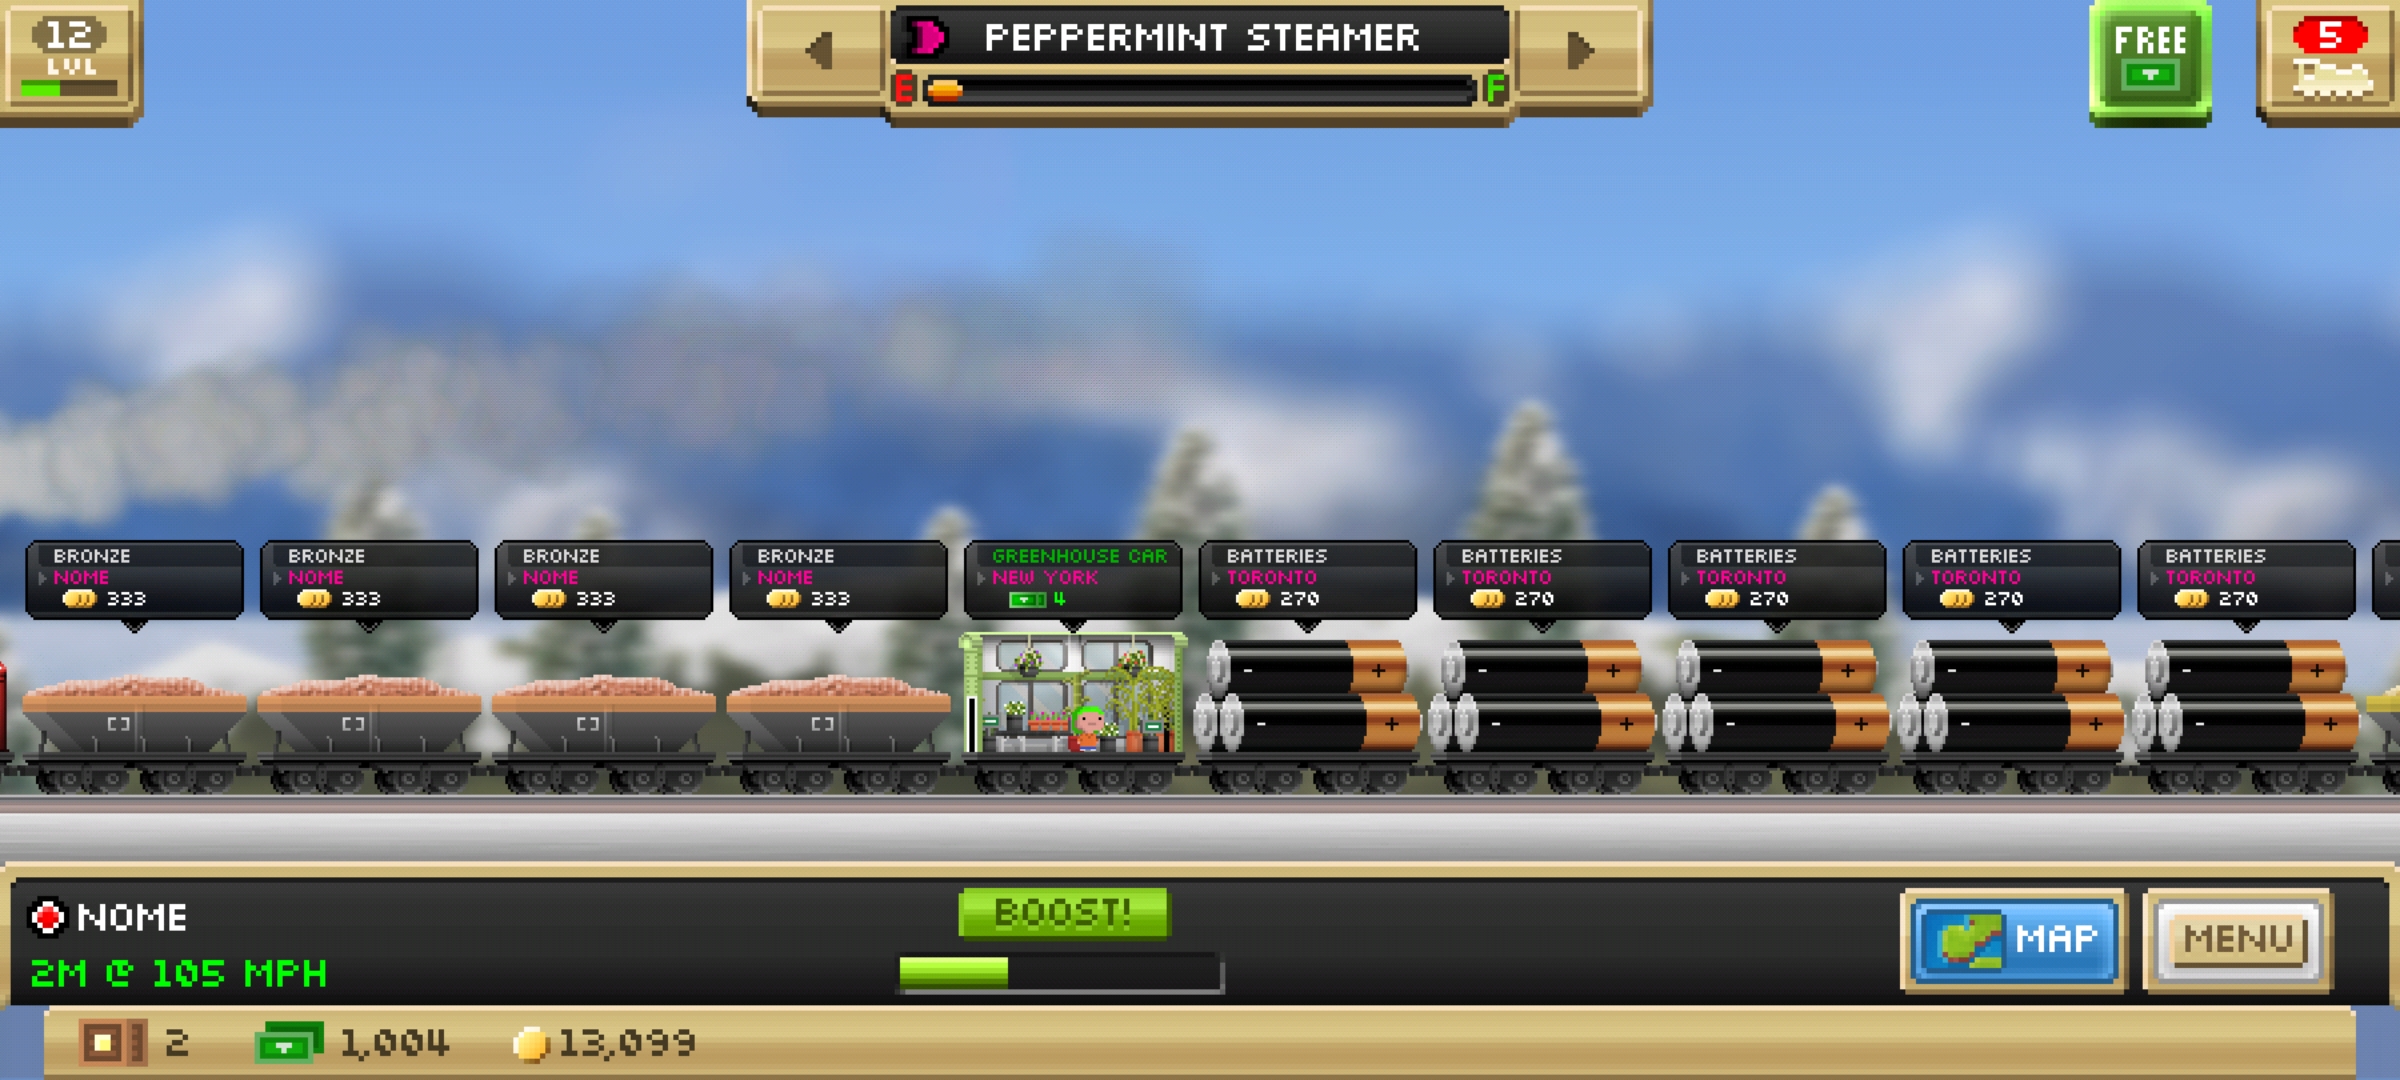 12
LVL
PEPPERMINT STEAMER
E F
FREE
5
BRONZE
NOME
333
BRONZE
NOME
333
BRONZE
NOME
333
BRONZE
NOME
333
GREENHOUSE CAR
NEW YORK
4
BATTERIES
TORONTO
270
BATTERIES
TORONTO
270
BATTERIES
TORONTO
270
BATTERIES
TORONTO
270
BATTERIES
TORONTO
270
- +
- +
- +
- +
- +
- +
- +
- +
- +
- +
NOME
2M @ 105 MPH
BOOST!
MAP
MENU
2
1,004
13,099